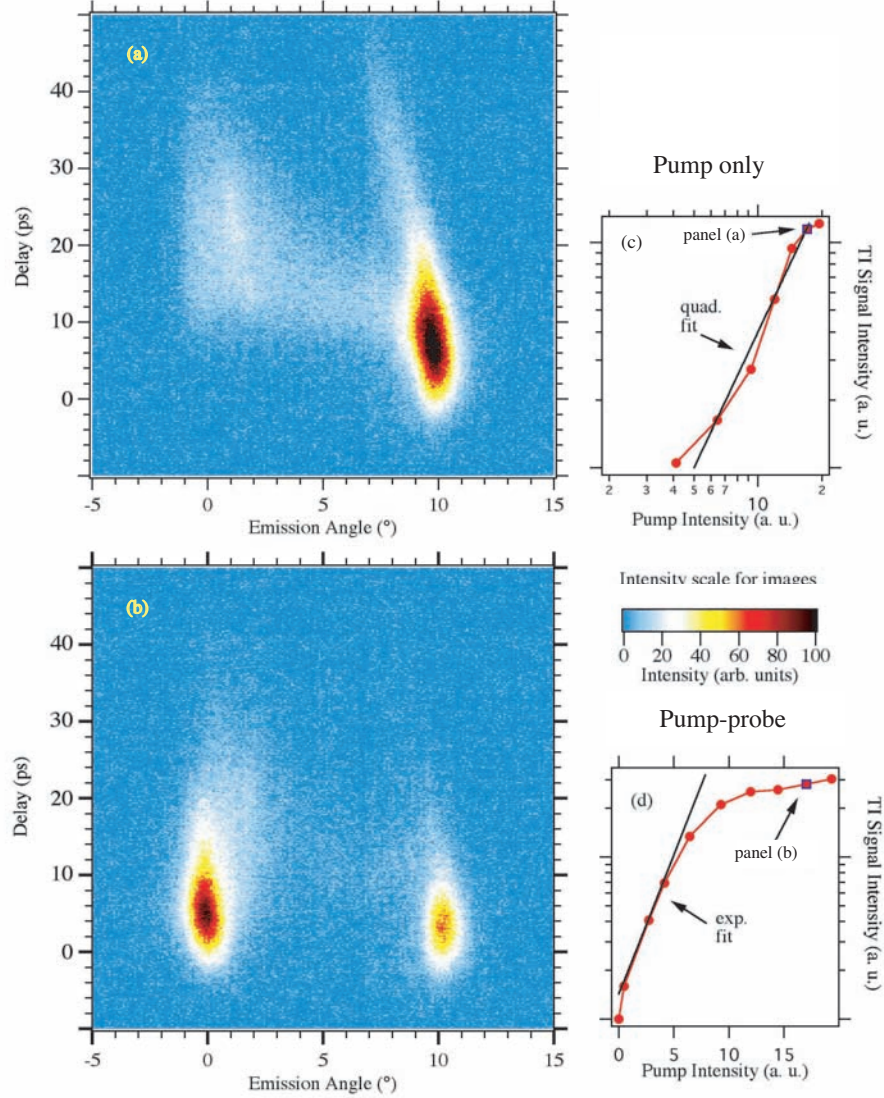 (a)
40
30
20
10
0
Delay (ps)
-5 0 5 10 15
Emission Angle (°)
Pump only
(c)
panel (a)
quad.
fit
TI Signal Intensity (a. u.)
2 3 4 5 6 7 10 2
Pump Intensity (a. u.)
(b)
40
30
20
10
0
Delay (ps)
-5 0 5 10 15
Emission Angle (°)
Intensity scale for images
0 20 40 60 80 100
Intensity (arb. units)
Pump-probe
(d)
panel (b)
exp.
fit
TI Signal Intensity (a. u.)
0 5 10 15
Pump Intensity (a. u.)